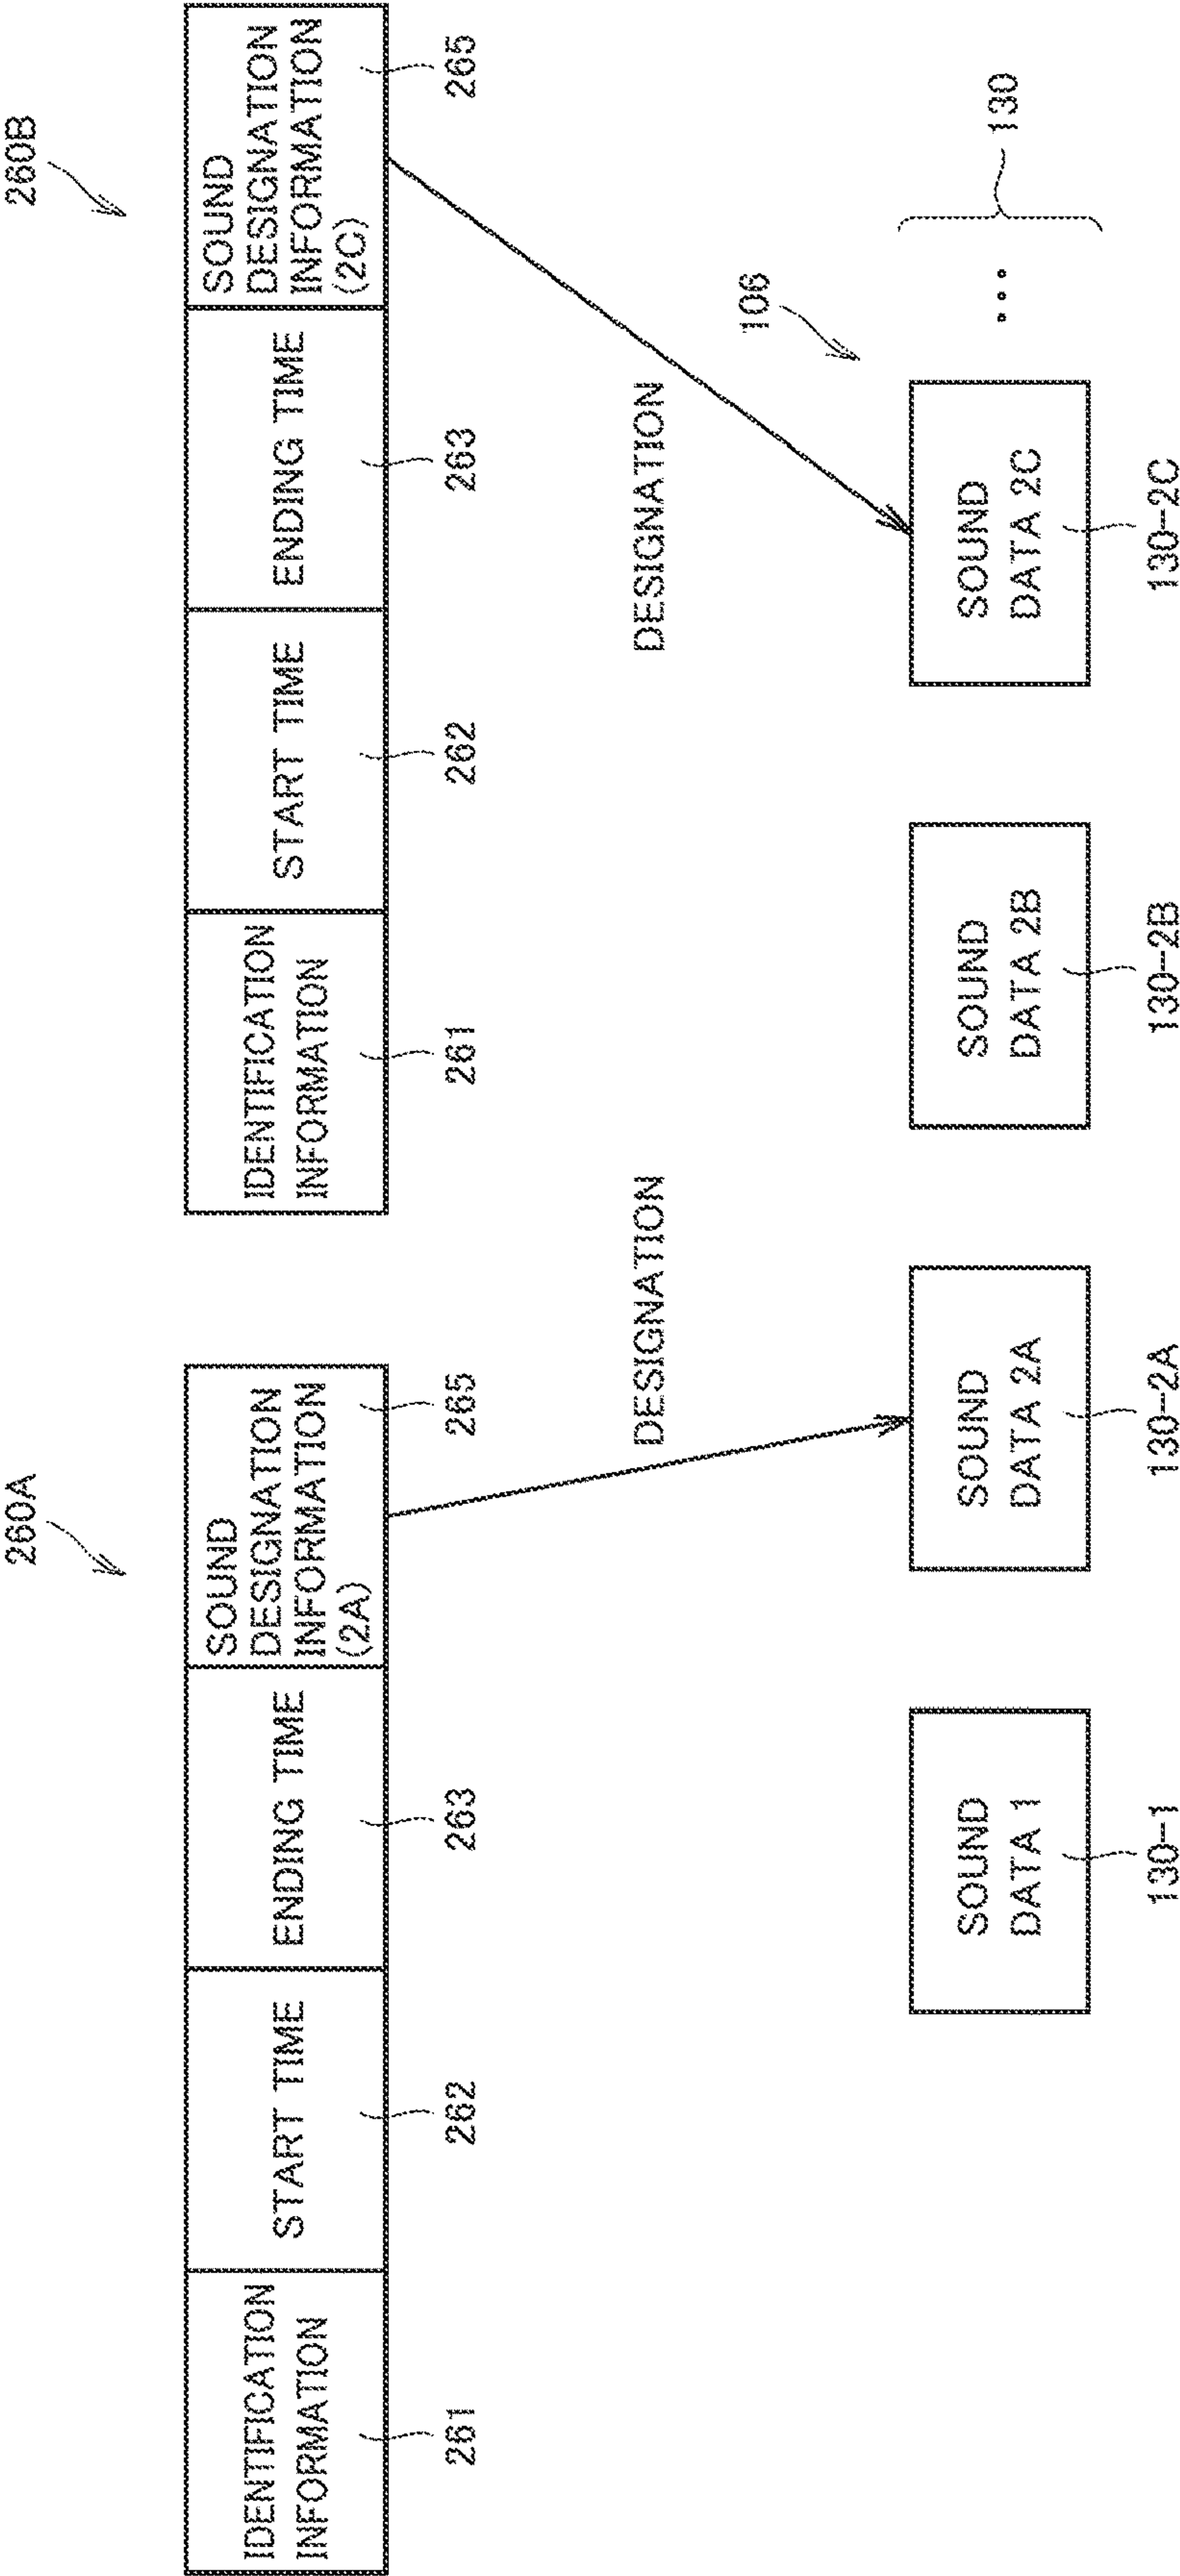 260A
IDENTIFICATION
INFORMATION
START TIME
ENDING TIME
SOUND
DESIGNATION
INFORMATION
(2A)
261
262
263
265
260B
IDENTIFICATION
INFORMATION
START TIME
ENDING TIME
SOUND
DESIGNATION
INFORMATION
(2C)
261
262
263
265
DESIGNATION
DESIGNATION
106
SOUND
DATA 1
SOUND
DATA 2A
SOUND
DATA 2B
SOUND
DATA 2C
...
130
130-1
130-2A
130-2B
130-2C